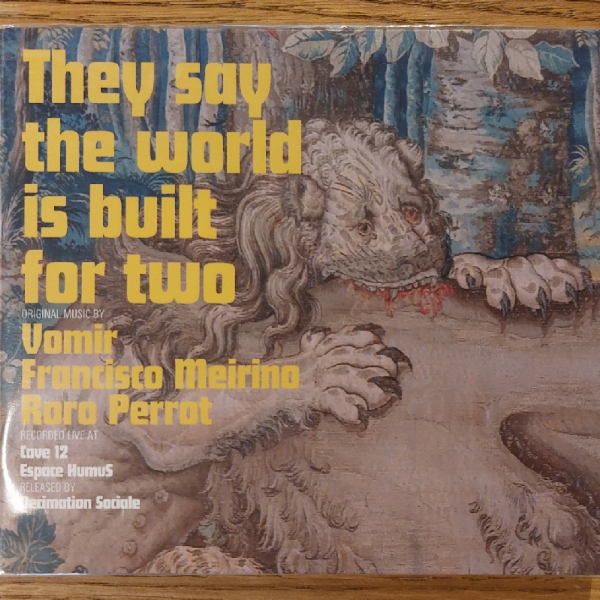 They say
the world
is built
for two
ORIGINAL MUSIC BY
Vomir
Francisco Meirino
Roro Perrot
RECORDED LIVE AT
Cave 12
Espace HumuS
RELEASED BY
Decimation Sociale